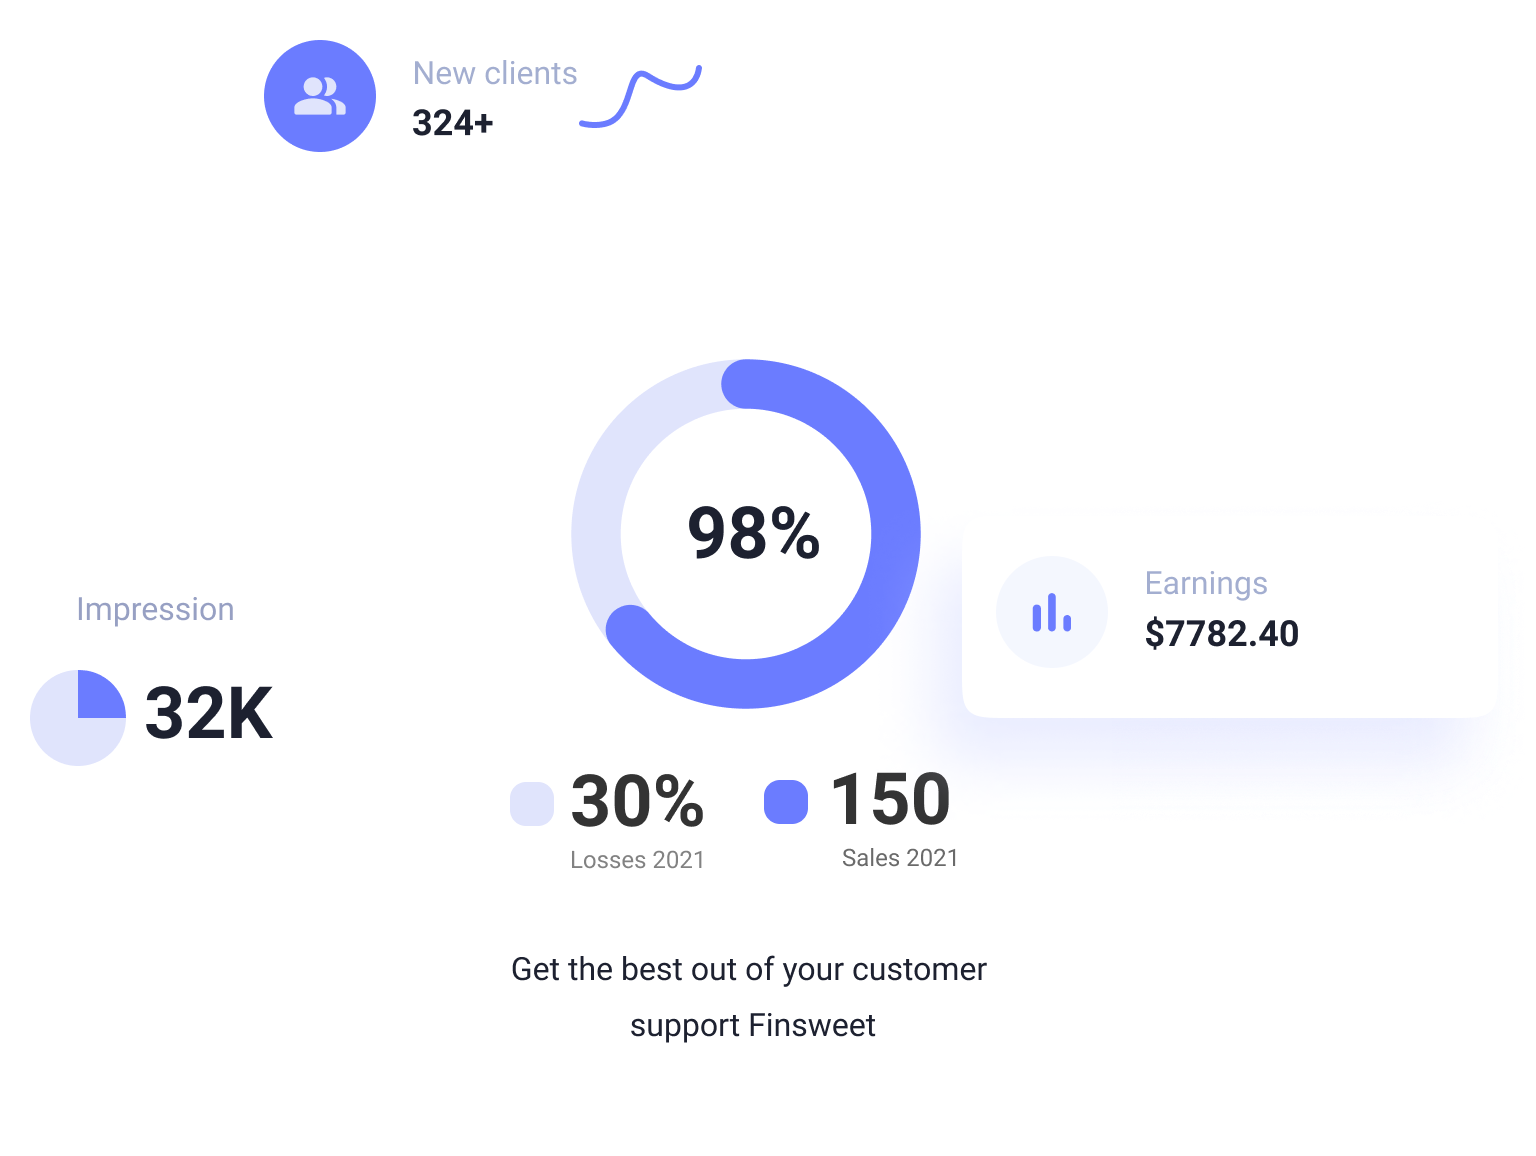 New clients
324+
98%
Earnings
$7782.40
Impression
32K
30%
Losses 2021
150
Sales 2021
Get the best out of your customer
support Finsweet